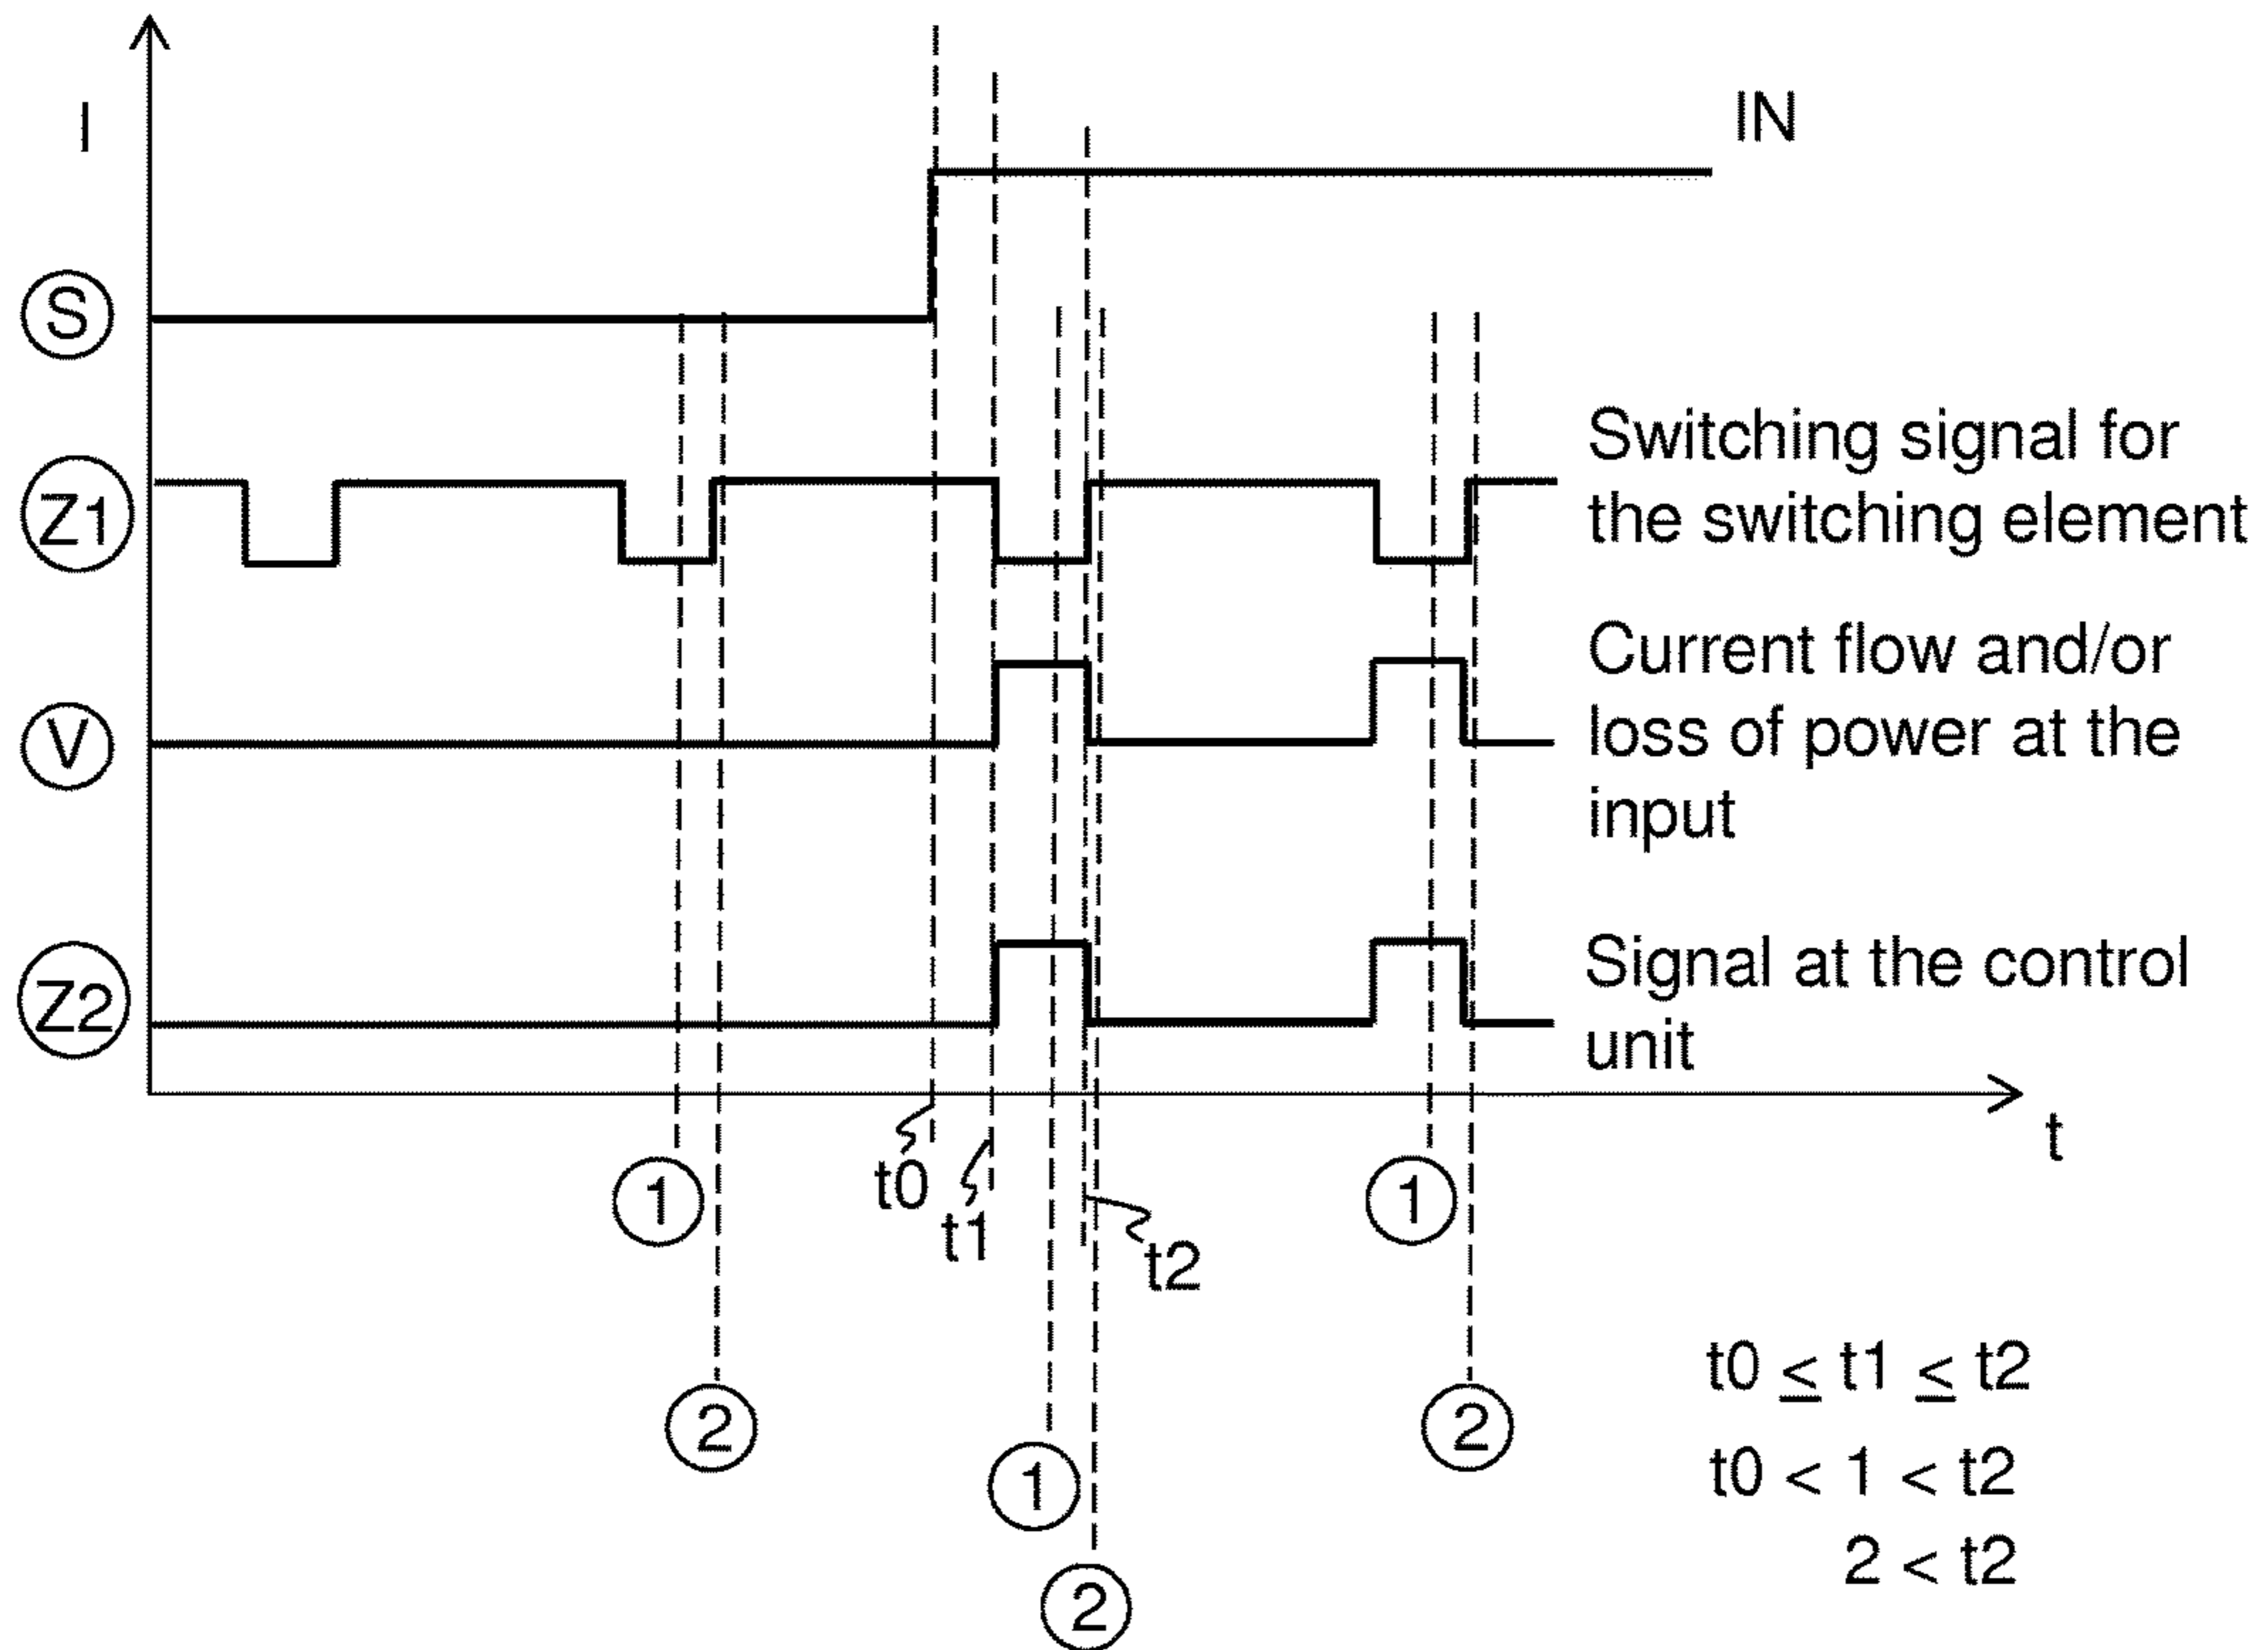 I
IN
S
Z1
Switching signal for
the switching element
V
Current flow and/or
loss of power at the
input
Z2
Signal at the control
unit
t
1
t0
t1
t2
1
2
2
1
2
t0 ≤ t1 ≤ t2
t0 < 1 < t2
2 < t2